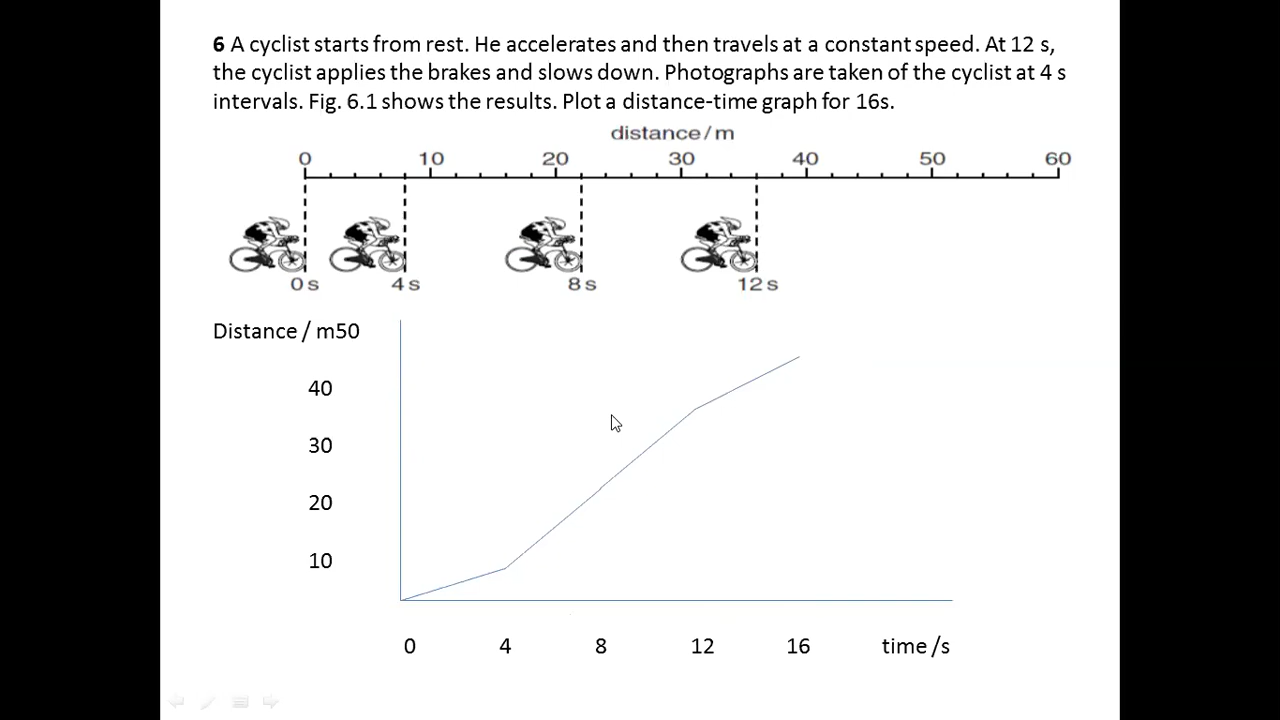 6 A cyclist starts from rest. He accelerates and then travels at a constant speed. At 12 s,
the cyclist applies the brakes and slows down. Photographs are taken of the cyclist at 4 s
intervals. Fig. 6.1 shows the results. Plot a distance-time graph for 16s.
distance/m
0 10 20 30 40 50 60
0 s 4 s 8 s 12 s
Distance / m50
40
30
20
10
0 4 8 12 16 time /s